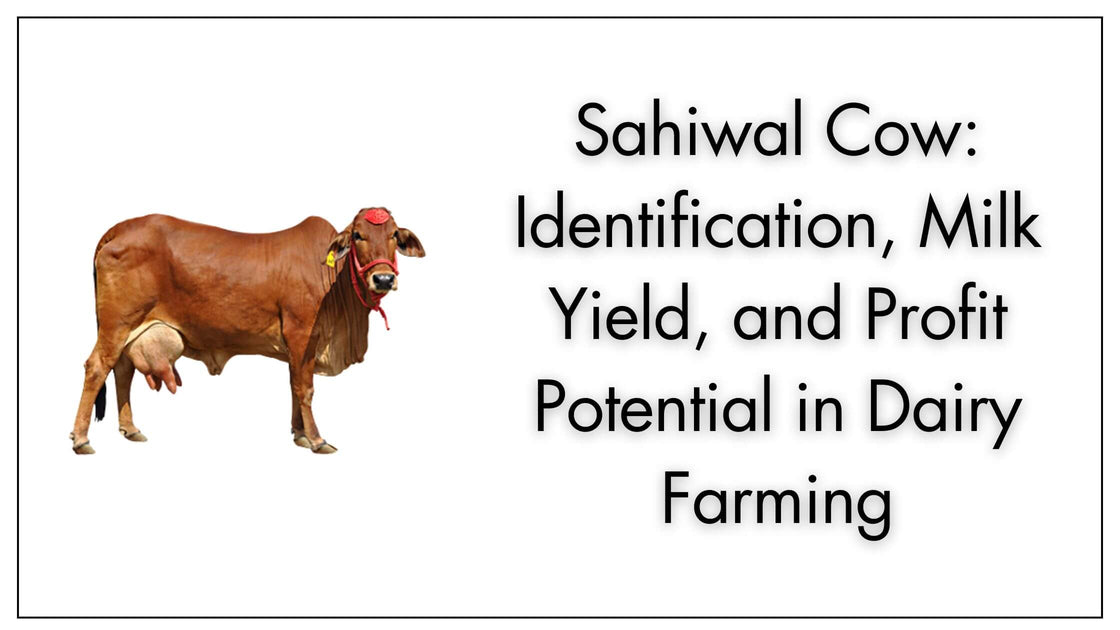 Sahiwal Cow:
Identification, Milk
Yield, and Profit
Potential in Dairy
Farming